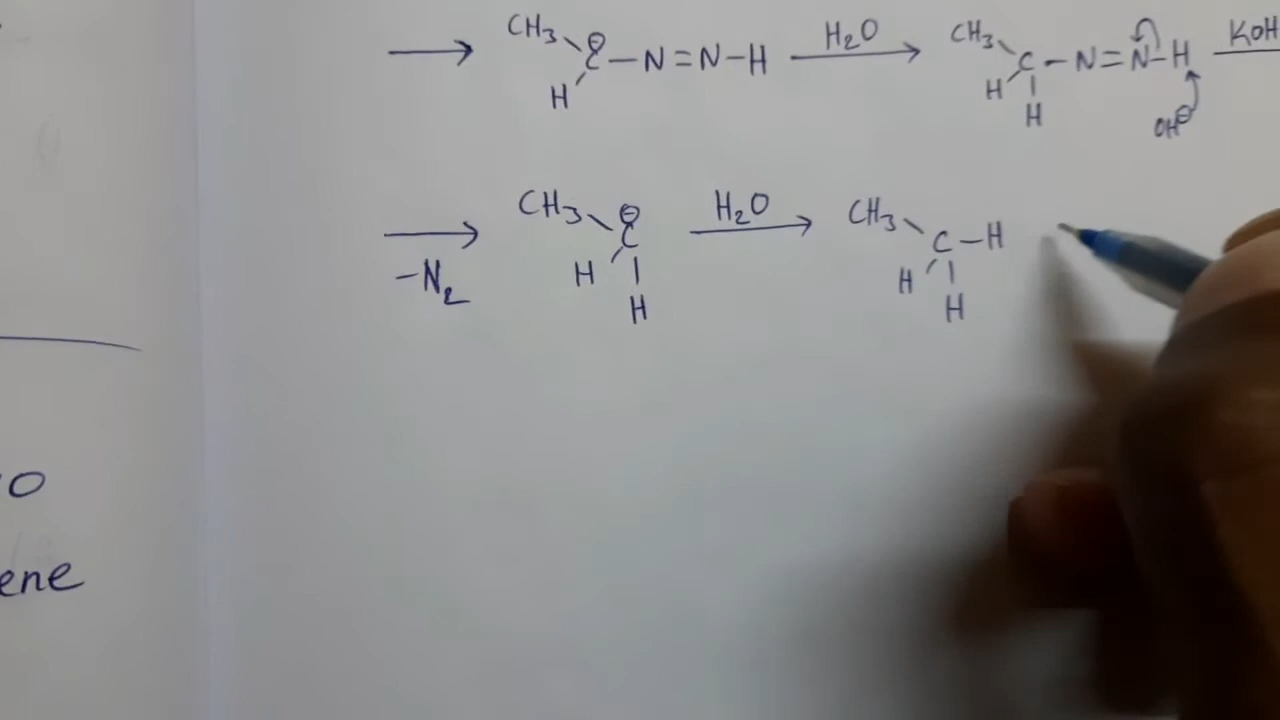 → CH₃ \ C⊖ — N = N — H  H₂O →  CH₃ \ C — N = N — H  KOH
H H H OH⊖
→ CH₃ \ C⊖  H₂O →  CH₃ \ C — H
-N₂ H H H H
O
ene